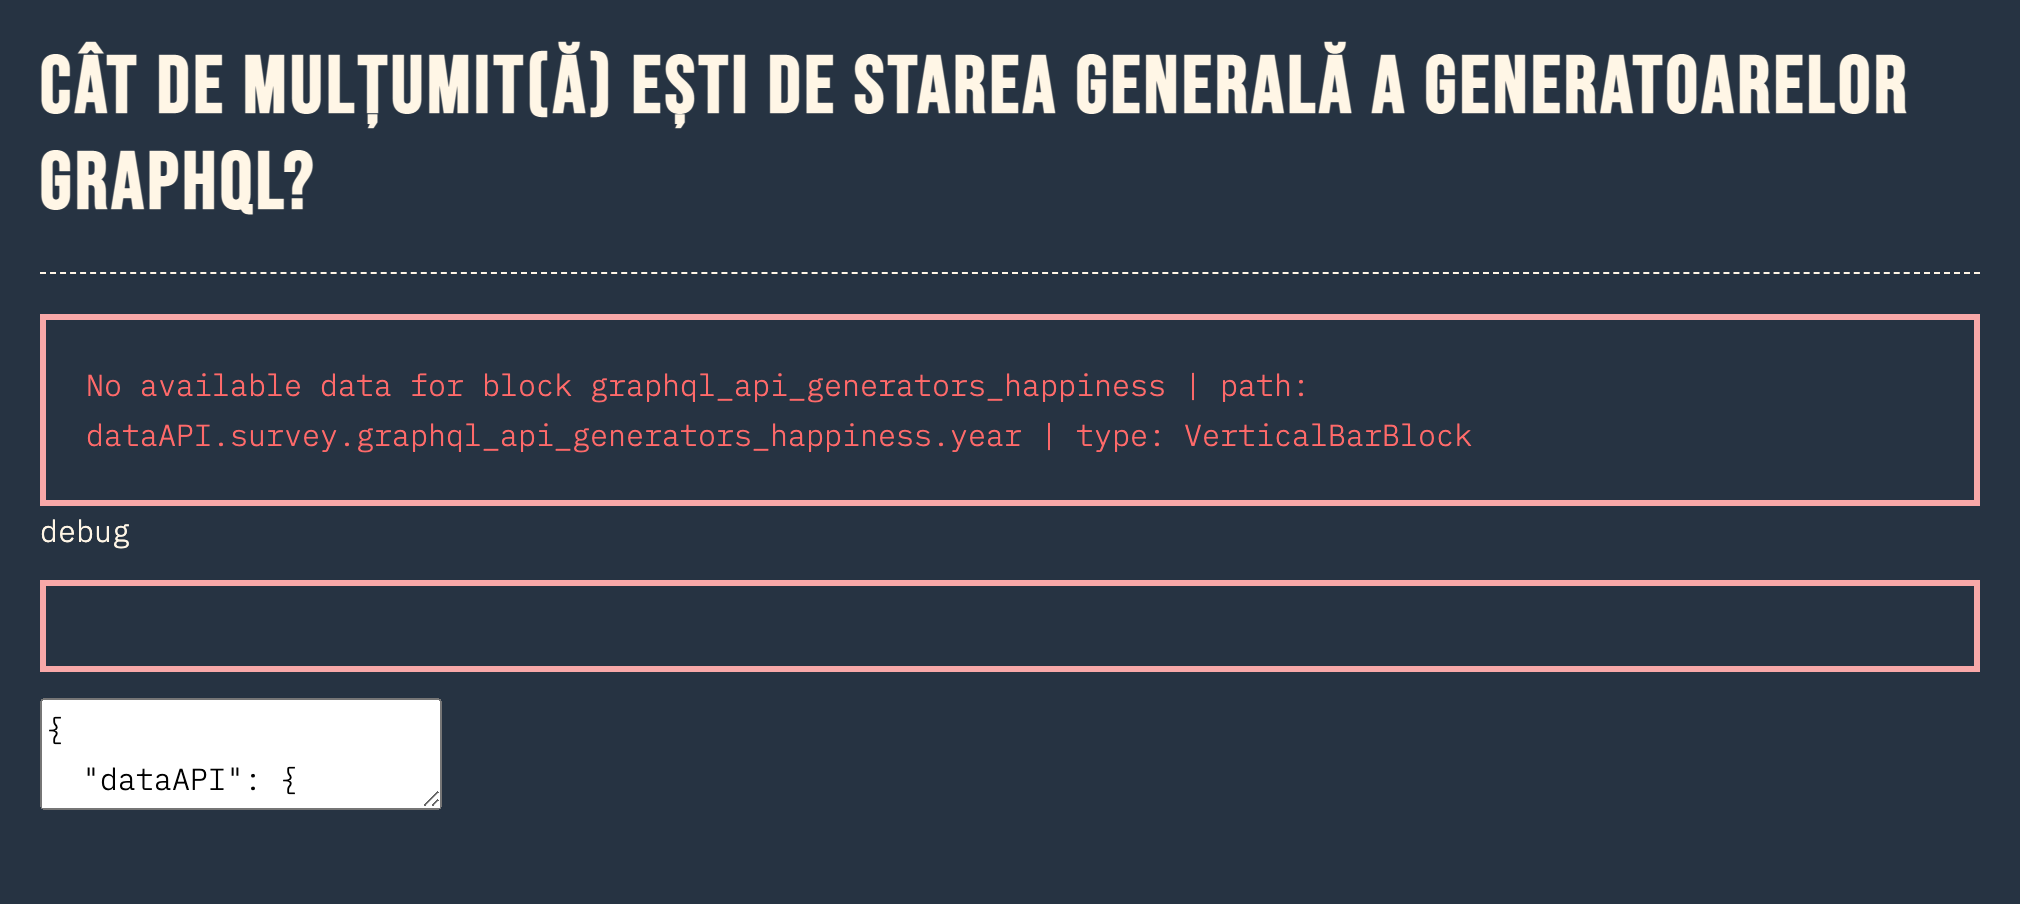 CÂT DE MULȚUMIT(Ă) EȘTI DE STAREA GENERALĂ A GENERATOARELOR
GRAPHQL?
No available data for block graphql_api_generators_happiness | path:
dataAPI.survey.graphql_api_generators_happiness.year | type: VerticalBarBlock
debug
{
"dataAPI": {